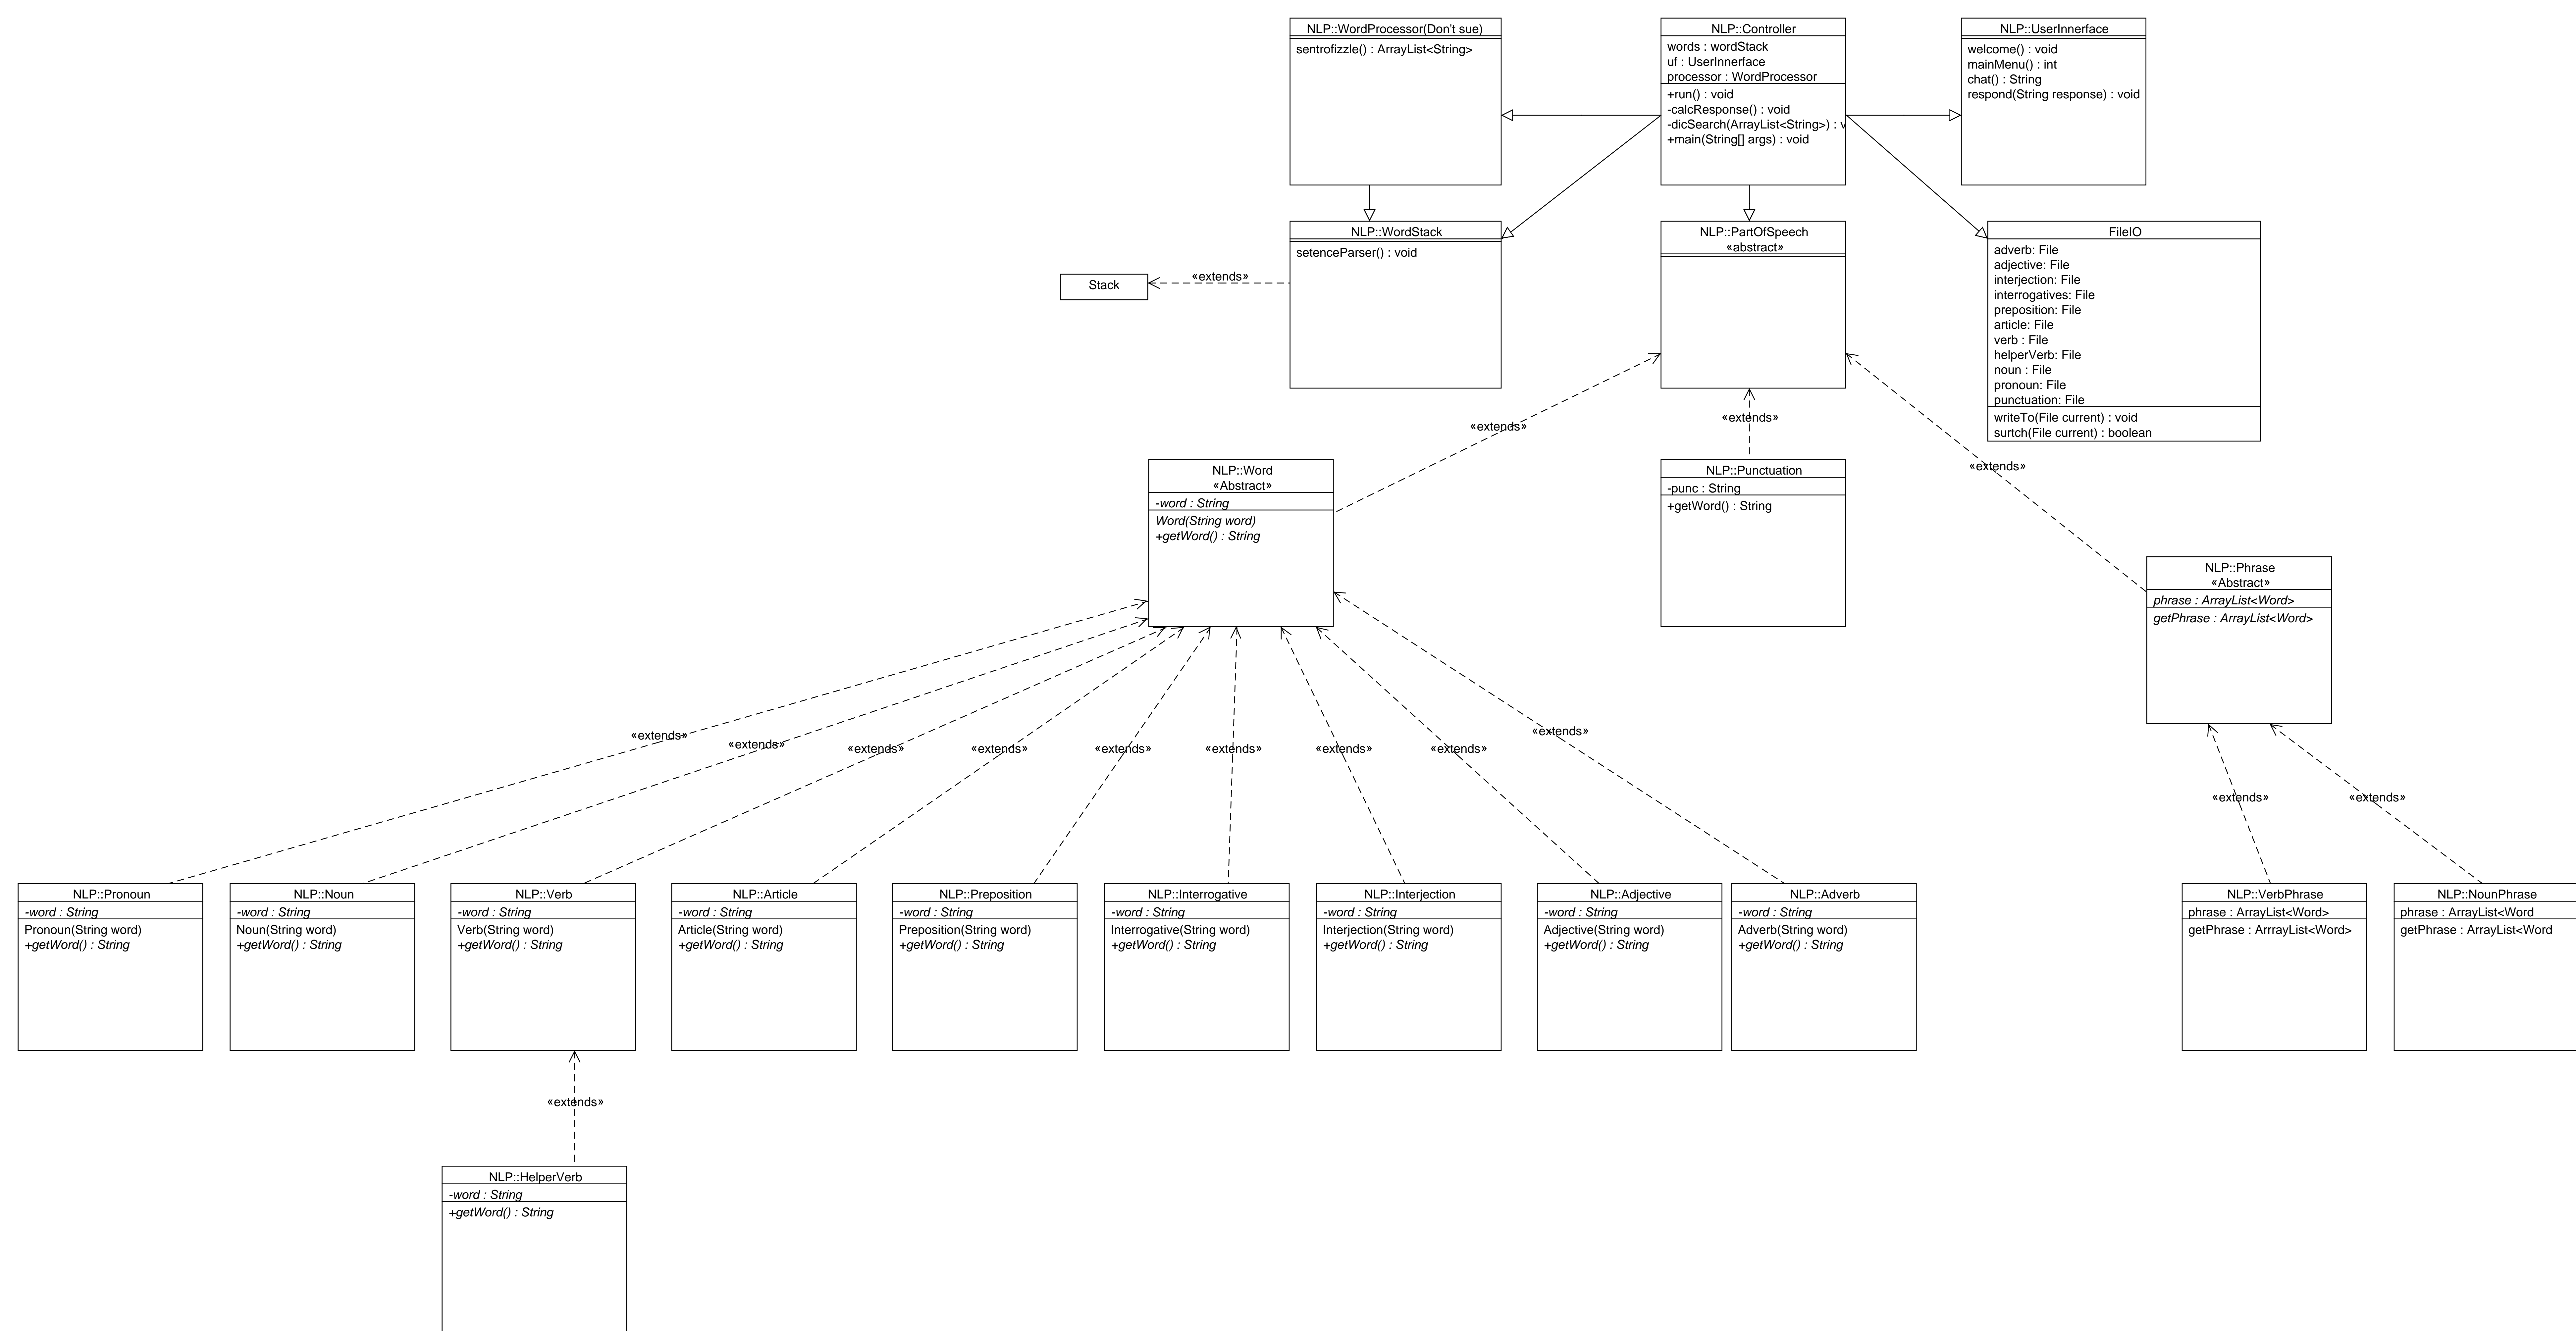 NLP::WordProcessor(Don't sue)
sentrofizzle() : ArrayList<String>
NLP::Controller
words : wordStack
uf : UserInnerface
processor : WordProcessor
+run() : void
-calcResponse() : void
-dicSearch(ArrayList<String>) : v
+main(String[] args) : void
NLP::UserInnerface
welcome() : void
mainMenu() : int
chat() : String
respond(String response) : void
Stack
«extends»
NLP::WordStack
setenceParser() : void
NLP::PartOfSpeech
«abstract»
FileIO
adverb: File
adjective: File
interjection: File
interrogatives: File
preposition: File
article: File
verb : File
helperVerb: File
noun : File
pronoun: File
punctuation: File
writeTo(File current) : void
surtch(File current) : boolean
«extends»
«extends»
«extends»
NLP::Word
«Abstract»
-word : String
Word(String word)
+getWord() : String
NLP::Punctuation
-punc : String
+getWord() : String
NLP::Phrase
«Abstract»
phrase : ArrayList<Word>
getPhrase : ArrayList<Word>
«extends»
«extends»
«extends»
«extends»
«extends»
«extends»
«extends»
«extends»
«extends»
«extends»
«extends»
NLP::Pronoun
-word : String
Pronoun(String word)
+getWord() : String
NLP::Noun
-word : String
Noun(String word)
+getWord() : String
NLP::Verb
-word : String
Verb(String word)
+getWord() : String
NLP::Article
-word : String
Article(String word)
+getWord() : String
NLP::Preposition
-word : String
Preposition(String word)
+getWord() : String
NLP::Interrogative
-word : String
Interrogative(String word)
+getWord() : String
NLP::Interjection
-word : String
Interjection(String word)
+getWord() : String
NLP::Adjective
-word : String
Adjective(String word)
+getWord() : String
NLP::Adverb
-word : String
Adverb(String word)
+getWord() : String
NLP::VerbPhrase
phrase : ArrayList<Word>
getPhrase : ArrrayList<Word>
NLP::NounPhrase
phrase : ArrayList<Word
getPhrase : ArrayList<Word
«extends»
NLP::HelperVerb
-word : String
+getWord() : String